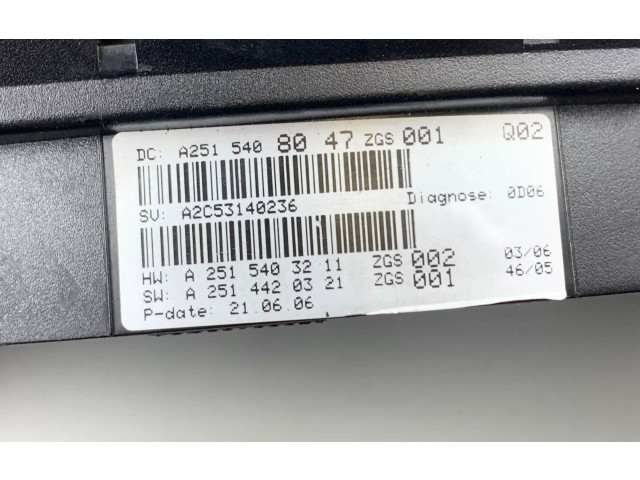 DC: A251 540 80 47 ZGS 001 Q02
SV: A2C53140236 Diagnose: 0D06
HW: A 251 540 32 11 ZGS 002 03/06
SW: A 251 442 03 21 ZGS 001 46/05
P-date: 21.06.06